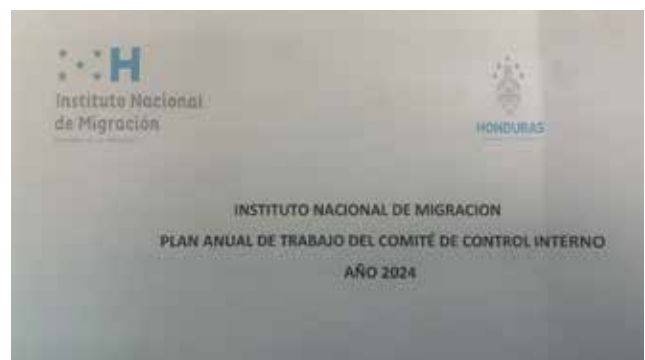 H
Instituto Nacional
de Migración
HONDURAS
INSTITUTO NACIONAL DE MIGRACION
PLAN ANUAL DE TRABAJO DEL COMITÉ DE CONTROL INTERNO
AÑO 2024